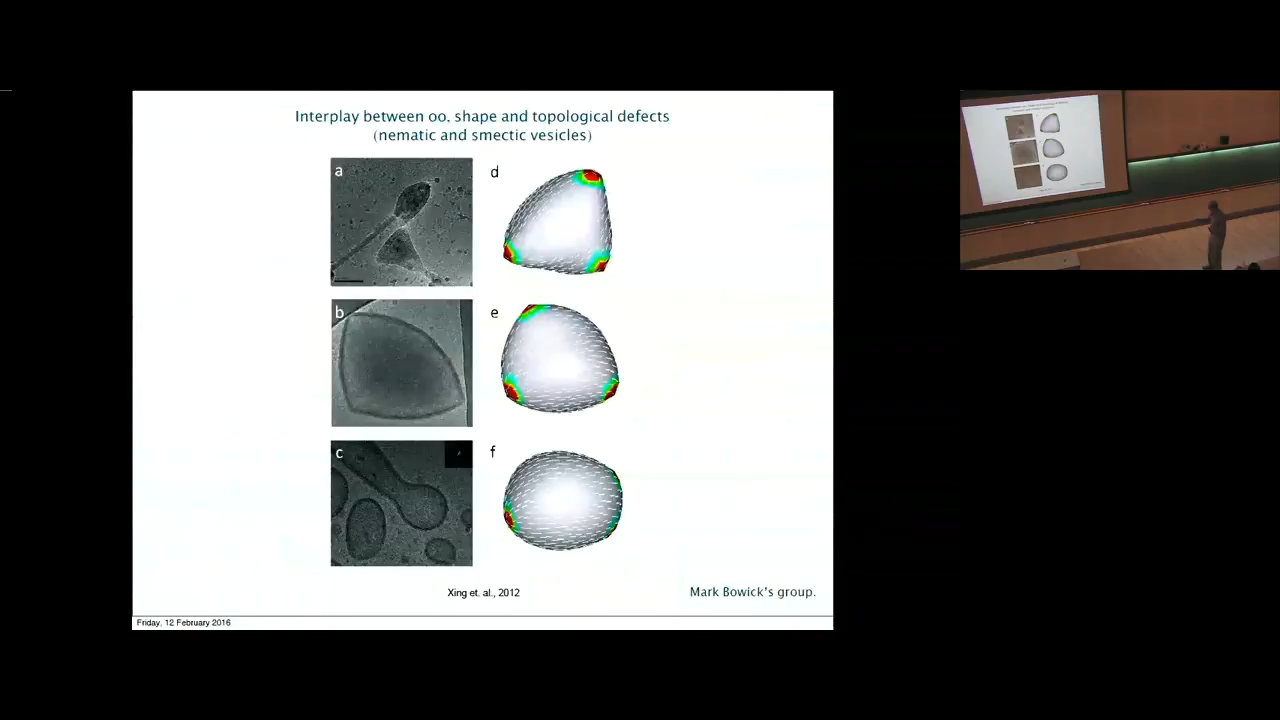 Interplay between oo, shape and topological defects
(nematic and smectic vesicles)
a
d
b
e
c
f
Xing et. al., 2012
Mark Bowick's group.
Friday, 12 February 2016